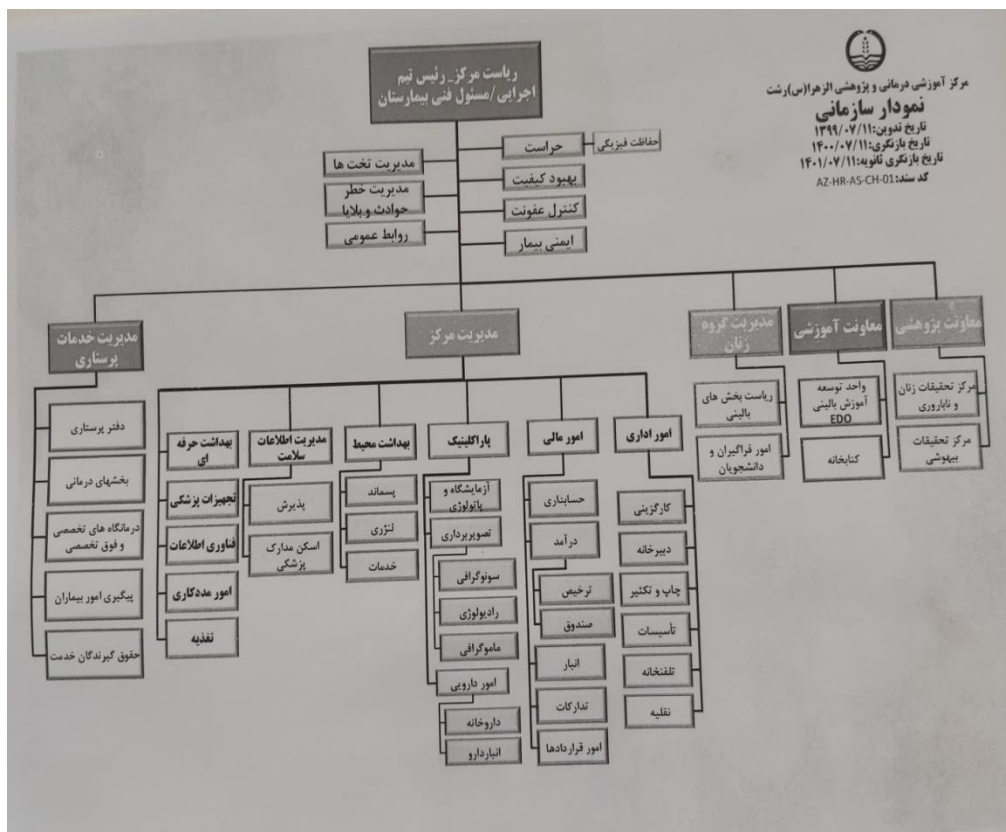 مرکز آموزشی درمانی و پژوهشی الزهرا(س)رشت
نمودار سازمانی
تاریخ تدوین:۱۳۹۹/۰۷/۱۱
تاریخ بازنگری:۱۴۰۰/۰۷/۱۱
تاریخ بازنگری ثانویه:۱۴۰۱/۰۷/۱۱
کد سند:AZ-HR-AS-CH-01
ریاست مرکز_ رئیس تیم
اجرایی/مسئول فنی بیمارستان
حراست
حفاظت فیزیکی
بهبود کیفیت
کنترل عفونت
ایمنی بیمار
مدیریت تخت ها
مدیریت خطر
حوادث و بلایا
روابط عمومی
معاونت پژوهشی
مرکز تحقیقات زنان
و ناباروری
مرکز تحقیقات
بیهوشی
معاونت آموزشی
واحد توسعه
آموزش بالینی
EDO
کتابخانه
مدیریت گروه
زنان
ریاست بخش های
بالینی
امور فراگیران و
دانشجویان
مدیریت مرکز
امور اداری
کارگزینی
دبیرخانه
چاپ و تکثیر
تأسیسات
تلفنخانه
نقلیه
امور مالی
حسابداری
درآمد
ترخیص
صندوق
انبار
تدارکات
امور قراردادها
پاراکلینیک
آزمایشگاه و
پاتولوژی
تصویربرداری
سونوگرافی
رادیولوژی
ماموگرافی
امور دارویی
داروخانه
انباردارو
بهداشت محیط
پسماند
لنژری
خدمات
مدیریت اطلاعات
سلامت
پذیرش
اسکن مدارک
پزشکی
بهداشت حرفه
ای
تجهیزات پزشکی
فناوری اطلاعات
امور مددکاری
تغذیه
مدیریت خدمات
پرستاری
دفتر پرستاری
بخشهای درمانی
درمانگاه های تخصصی
و فوق تخصصی
پیگیری امور بیماران
حقوق گیرندگان خدمت